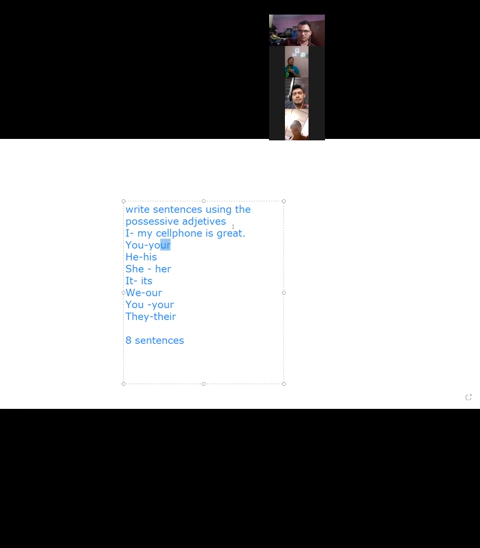 write sentences using the
possessive adjetives
I- my cellphone is great.
You-your
He-his
She - her
It- its
We-our
You -your
They-their
8 sentences